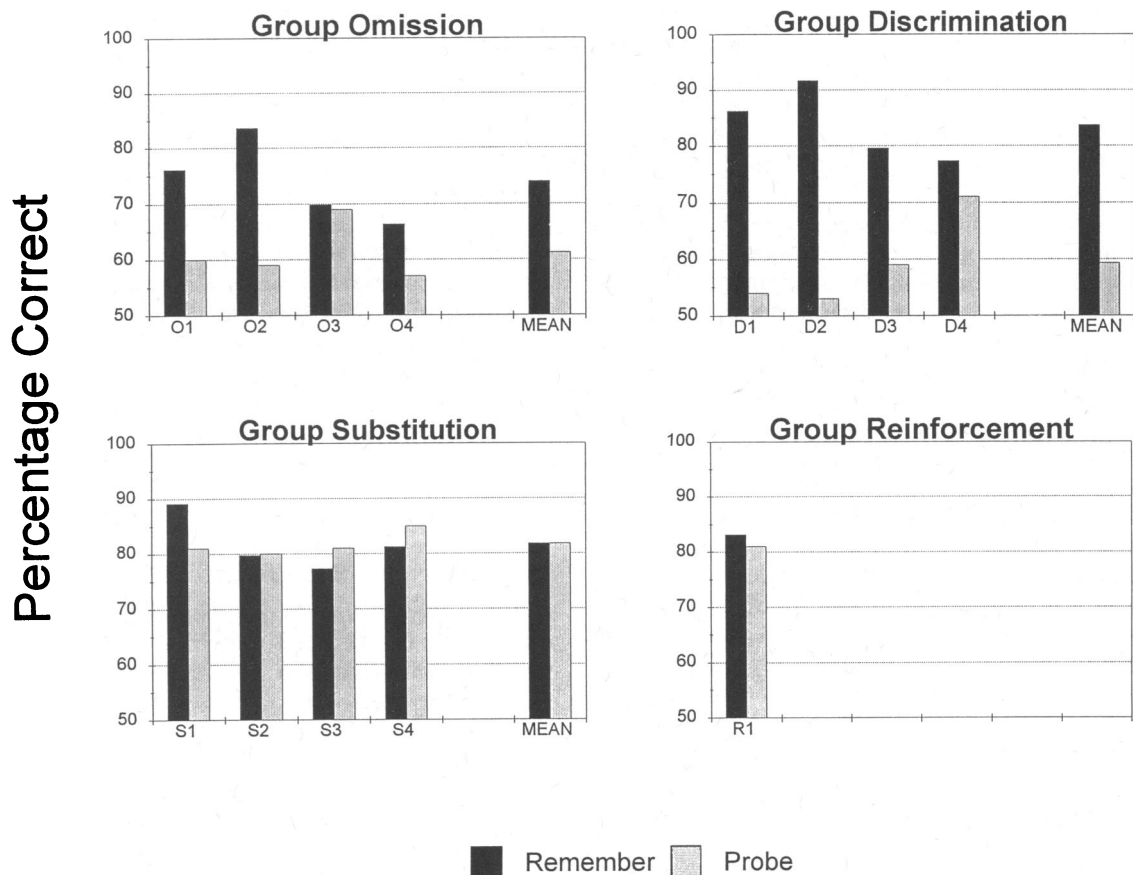 Percentage Correct
Group Omission
100
90
80
70
60
50
O1 O2 O3 O4 MEAN
Group Discrimination
100
90
80
70
60
50
D1 D2 D3 D4 MEAN
Group Substitution
100
90
80
70
60
50
S1 S2 S3 S4 MEAN
Group Reinforcement
100
90
80
70
60
50
R1
Remember Probe